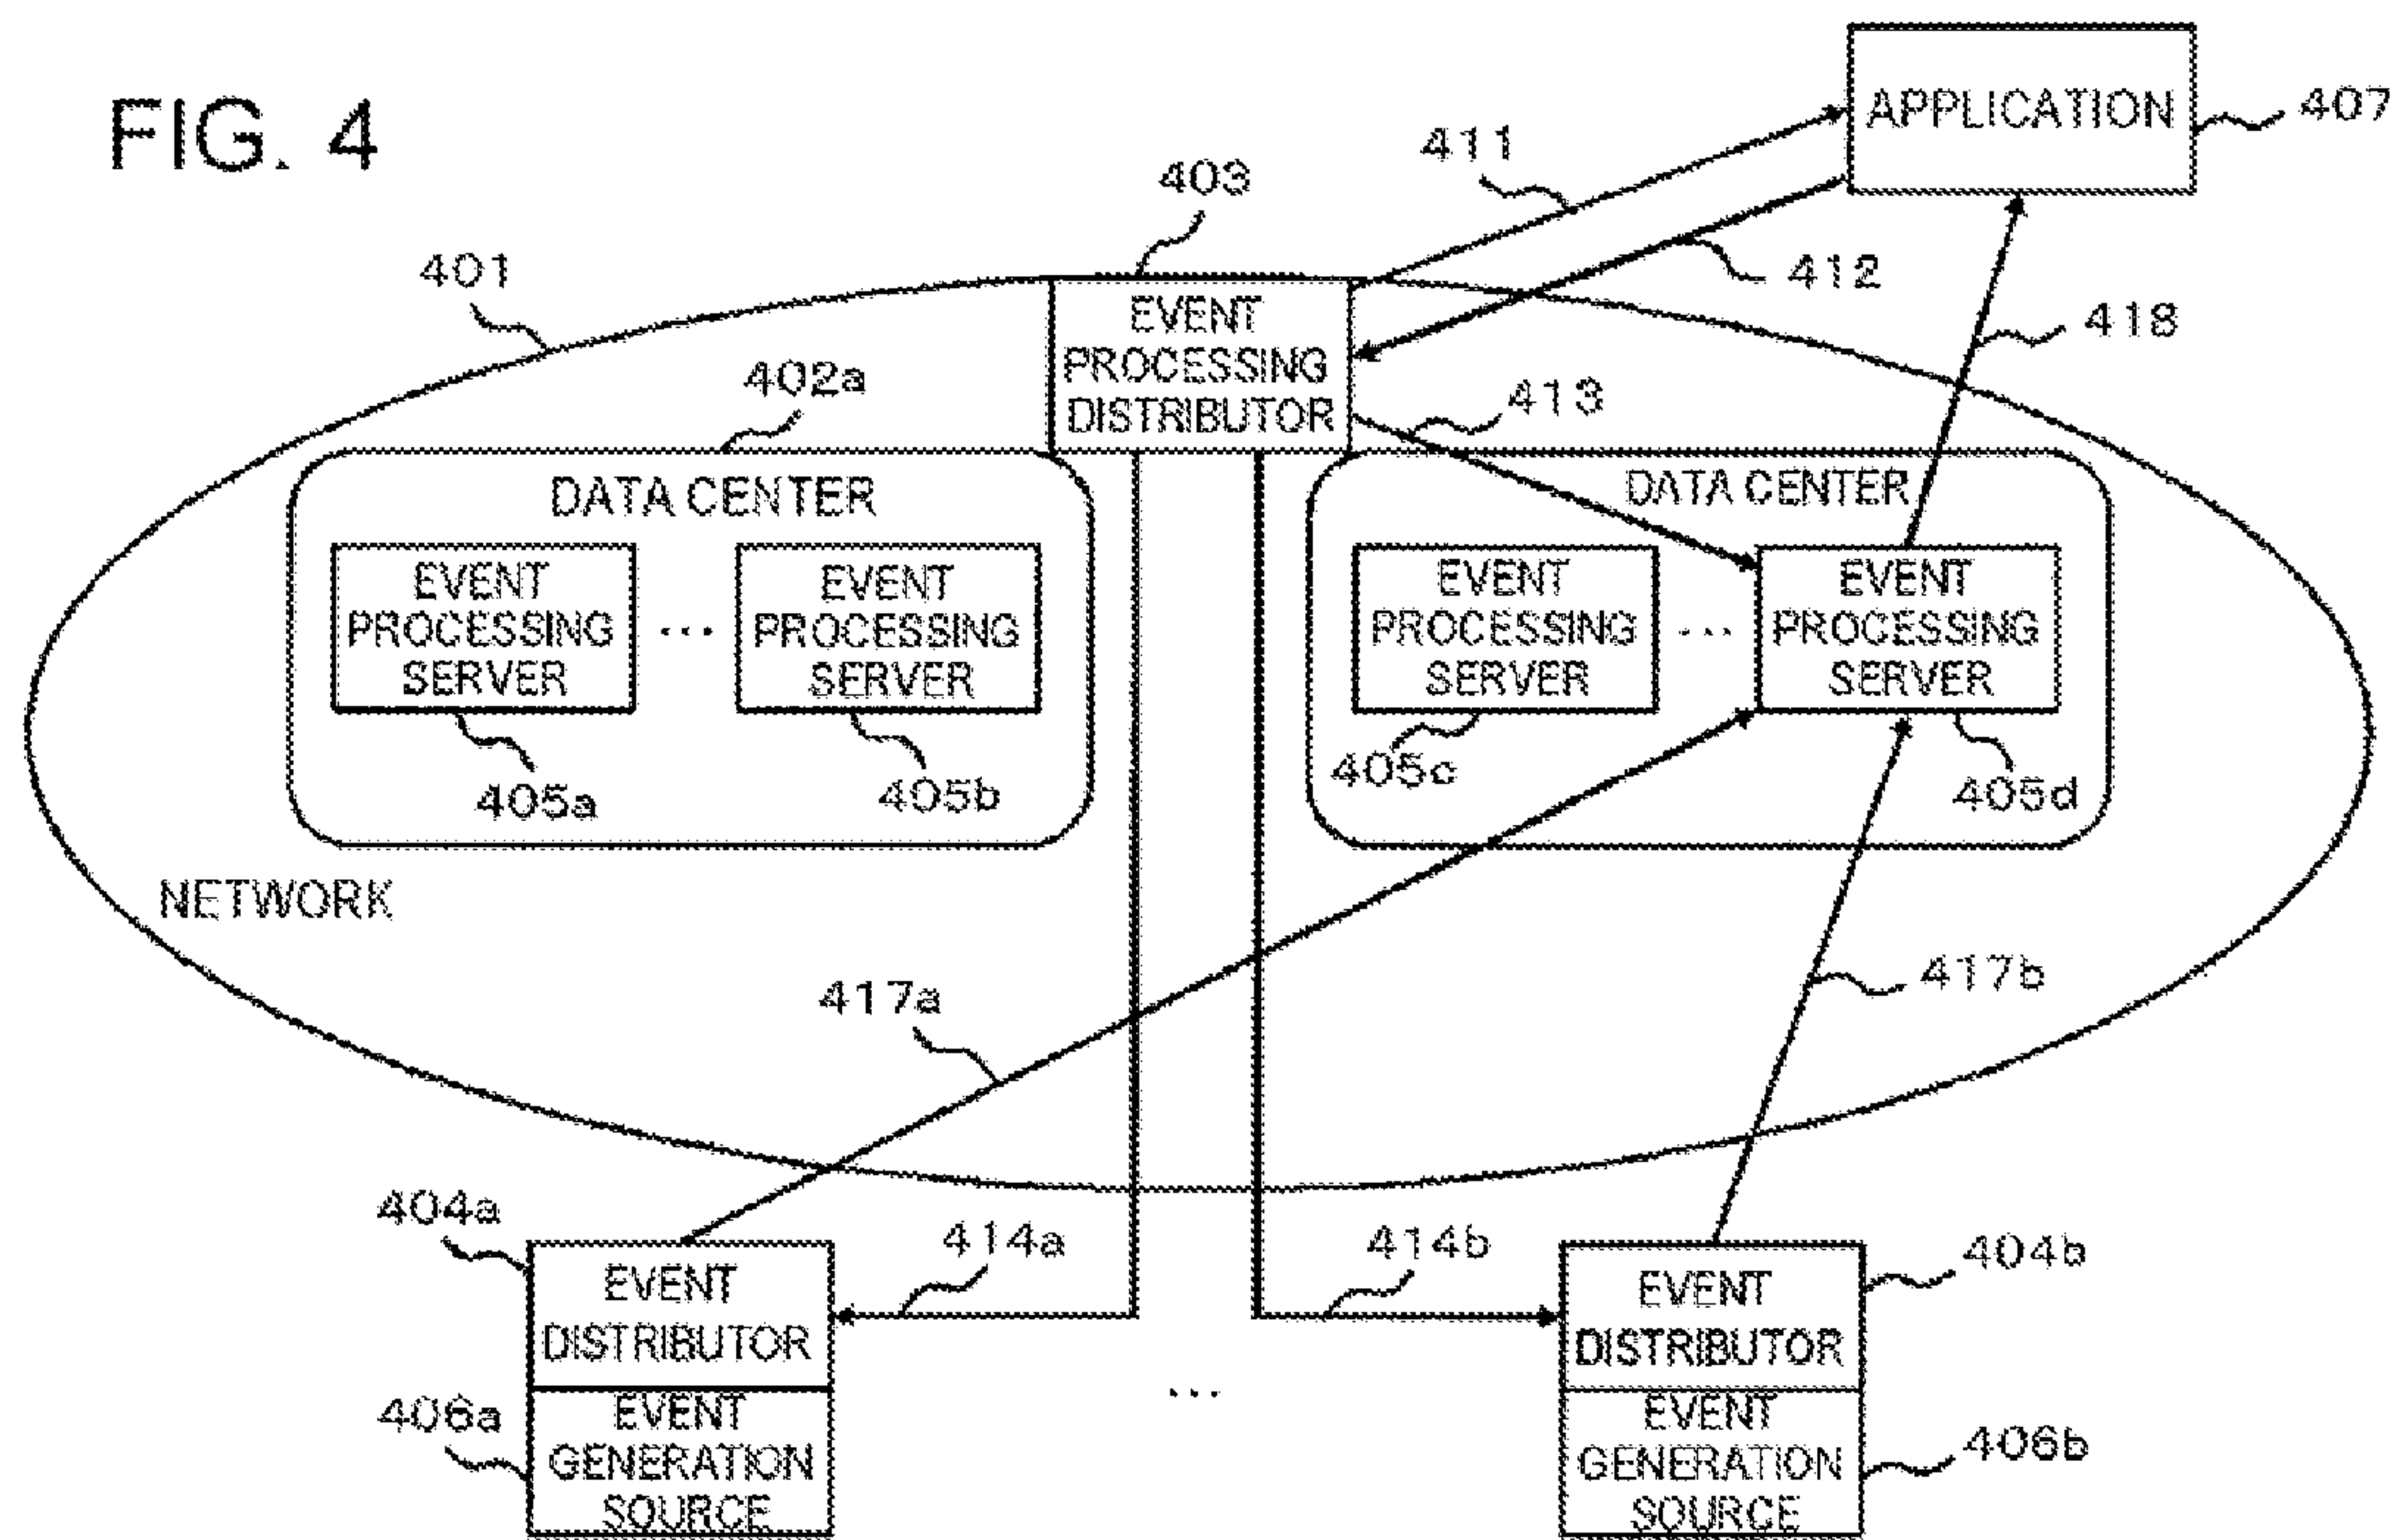 FIG. 4
APPLICATION
407
411
403
412
401
EVENT
PROCESSING
DISTRIBUTOR
418
402a
413
DATA CENTER
DATA CENTER
EVENT
PROCESSING
SERVER
...
EVENT
PROCESSING
SERVER
EVENT
PROCESSING
SERVER
...
EVENT
PROCESSING
SERVER
405a
405b
405c
405d
NETWORK
417a
417b
404a
414a
414b
404b
EVENT
DISTRIBUTOR
EVENT
DISTRIBUTOR
...
406a
EVENT
GENERATION
SOURCE
EVENT
GENERATION
SOURCE
406b